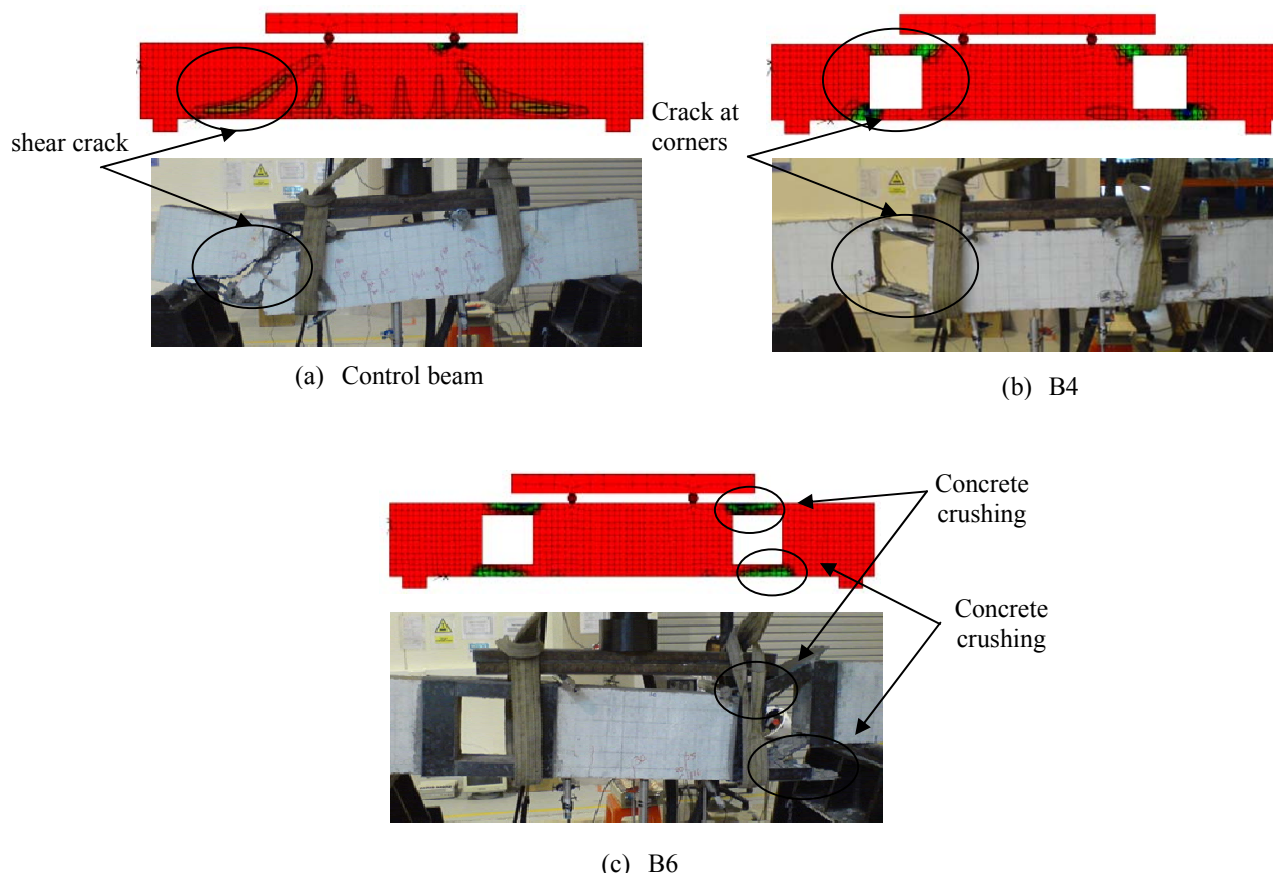 shear crack
Crack at
corners
(a) Control beam
(b) B4
Concrete
crushing
Concrete
crushing
(c) B6